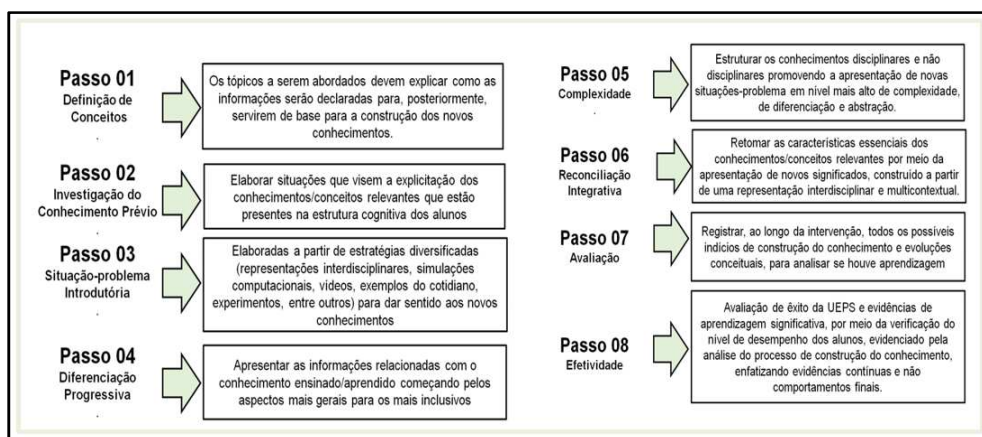 Passo 01
Definição de
Conceitos
.
Os tópicos a serem abordados devem explicar como as
informações serão declaradas para, posteriormente,
servirem de base para a construção dos novos
conhecimentos.
Passo 02
Investigação do
Conhecimento Prévio
.
Elaborar situações que visem a explicitação dos
conhecimentos/conceitos relevantes que estão
presentes na estrutura cognitiva dos alunos
Passo 03
Situação-problema
Introdutória
Elaboradas a partir de estratégias diversificadas
(representações interdisciplinares, simulações
computacionais, vídeos, exemplos do cotidiano,
experimentos, entre outros) para dar sentido aos novos
conhecimentos
Passo 04
Diferenciação
Progressiva
.
Apresentar as informações relacionadas com o
conhecimento ensinado/aprendido começando pelos
aspectos mais gerais para os mais inclusivos
Passo 05
Complexidade
.
Estruturar os conhecimentos disciplinares e não
disciplinares promovendo a apresentação de novas
situações-problema em nível mais alto de complexidade,
de diferenciação e abstração.
Passo 06
Reconciliação
Integrativa
Retomar as características essenciais dos
conhecimentos/conceitos relevantes por meio da
apresentação de novos significados, construído a partir
de uma representação interdisciplinar e multicontextual.
Passo 07
Avaliação
.
Registrar, ao longo da intervenção, todos os possíveis
indícios de construção do conhecimento e evoluções
conceituais, para analisar se houve aprendizagem
Passo 08
Efetividade
.
Avaliação de êxito da UEPS e evidências de
aprendizagem significativa, por meio da verificação do
nível de desempenho dos alunos, evidenciado pela
análise do processo de construção do conhecimento,
enfatizando evidências contínuas e não
comportamentos finais.